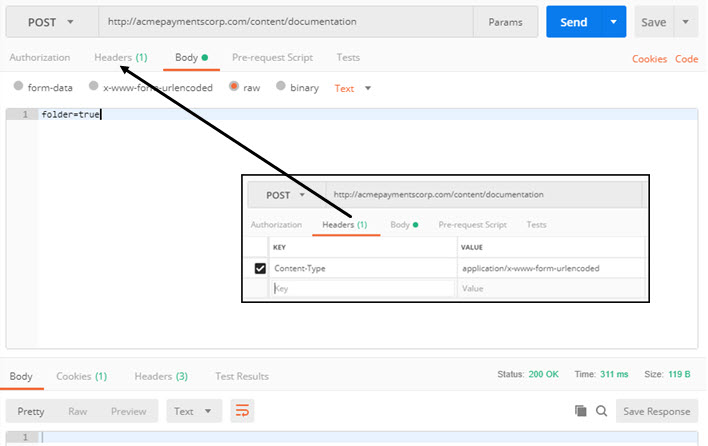 POST http://acmepaymentscorp.com/content/documentation Params Send Save
Authorization Headers (1) Body Pre-request Script Tests Cookies Code
form-data x-www-form-urlencoded raw binary Text
1 folder=true
POST http://acmepaymentscorp.com/content/documentation
Authorization Headers (1) Body Pre-request Script Tests
KEY VALUE
Content-Type application/x-www-form-urlencoded
Key Value
Body Cookies (1) Headers (3) Test Results Status: 200 OK Time: 311 ms Size: 119 B
Pretty Raw Preview Text Save Response
1